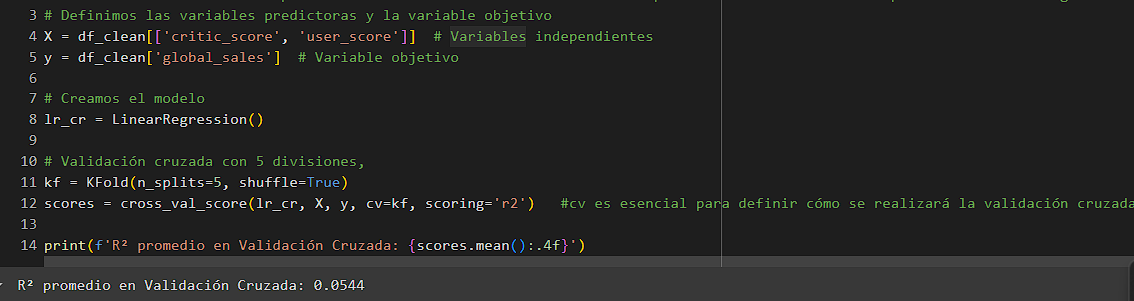 3 # Definimos las variables predictoras y la variable objetivo
4 X = df_clean[['critic_score', 'user_score']]  # Variables independientes
5 y = df_clean['global_sales']  # Variable objetivo
6
7 # Creamos el modelo
8 lr_cr = LinearRegression()
9
10 # Validación cruzada con 5 divisiones,
11 kf = KFold(n_splits=5, shuffle=True)
12 scores = cross_val_score(lr_cr, X, y, cv=kf, scoring='r2')   #cv es esencial para definir cómo se realizará la validación cruzada
13
14 print(f'R² promedio en Validación Cruzada: {scores.mean():.4f}')
R² promedio en Validación Cruzada: 0.0544